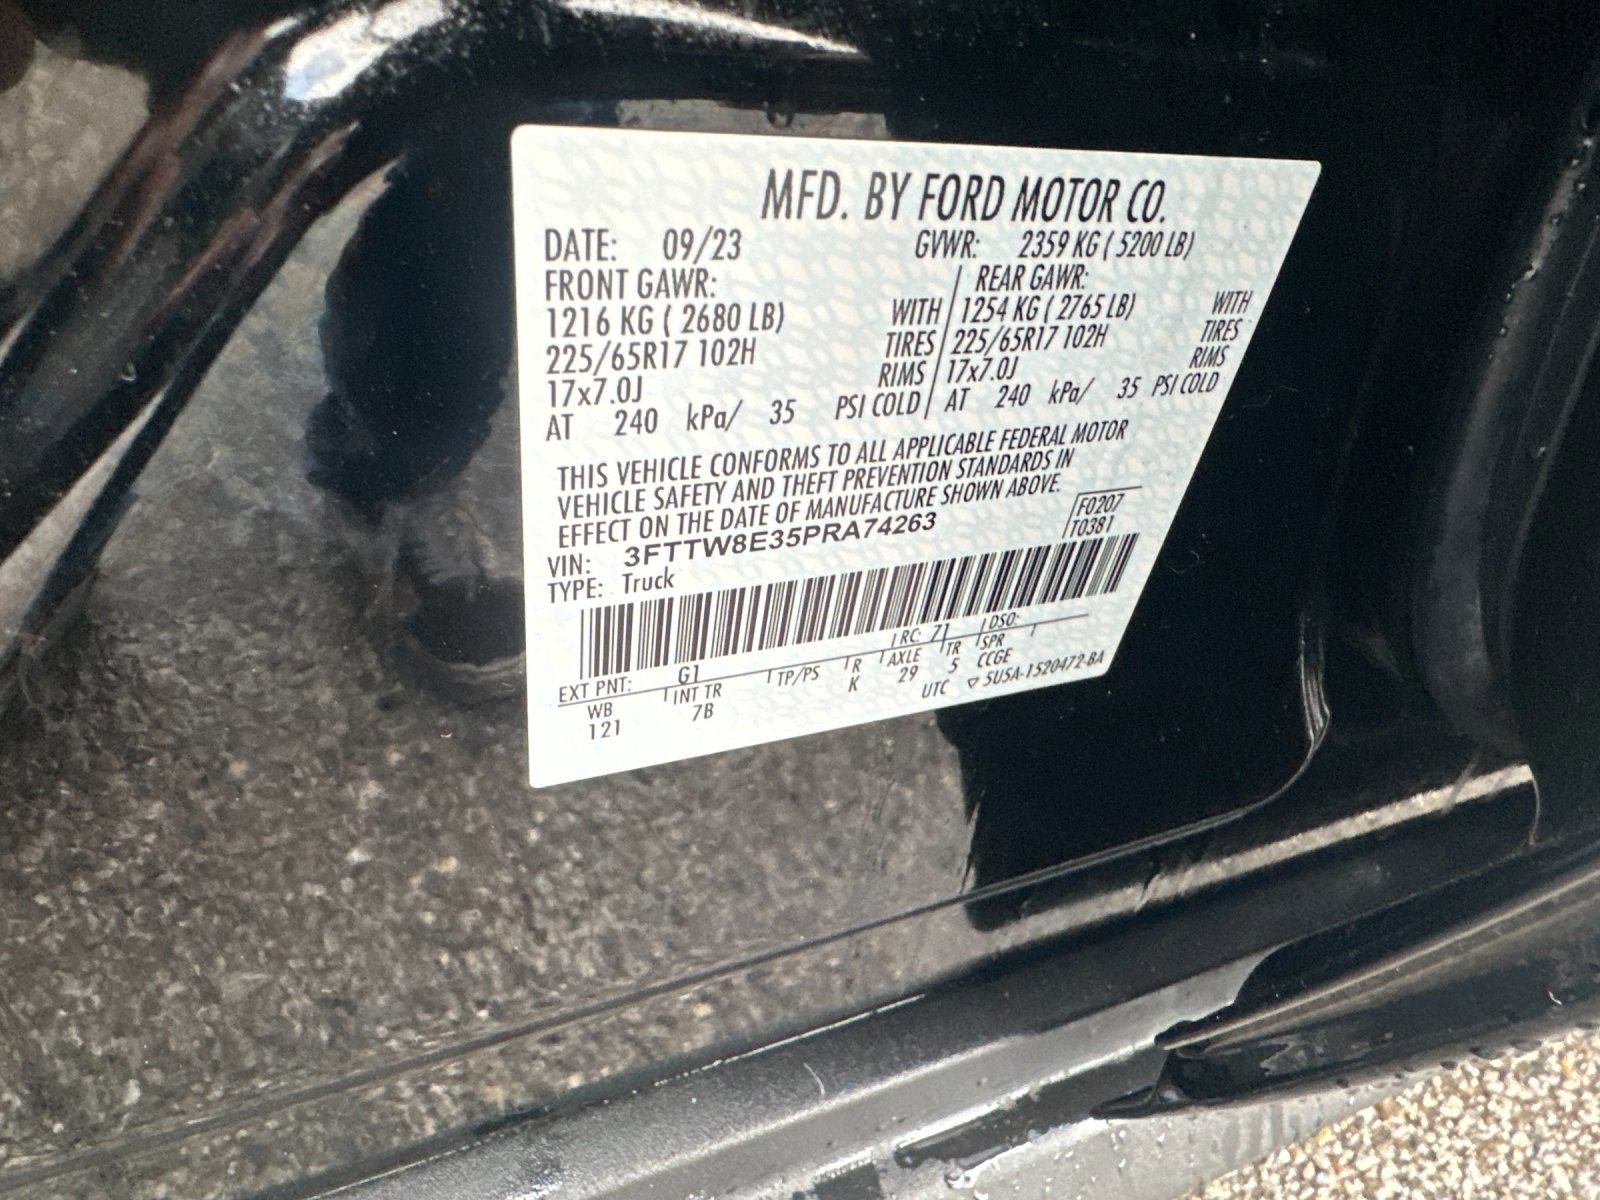 MFD. BY FORD MOTOR CO.
DATE: 09/23 GVWR: 2359 KG ( 5200 LB)
FRONT GAWR: REAR GAWR:
1216 KG ( 2680 LB) WITH 1254 KG ( 2765 LB) WITH
225/65R17 102H TIRES 225/65R17 102H TIRES
17x7.0J RIMS 17x7.0J RIMS
AT 240 kPa/ 35 PSI COLD AT 240 kPa/ 35 PSI COLD
THIS VEHICLE CONFORMS TO ALL APPLICABLE FEDERAL MOTOR
VEHICLE SAFETY AND THEFT PREVENTION STANDARDS IN
EFFECT ON THE DATE OF MANUFACTURE SHOWN ABOVE.
VIN: 3FTTW8E35PRA74263 F0207
TYPE: Truck T0381
EXT PNT: G1 RC: 71 DSO:
WB INT TR TP/PS R AXLE TR SPR
121 7B K 29 5 CCGE
UTC ▽ 5U5A-1520472-BA